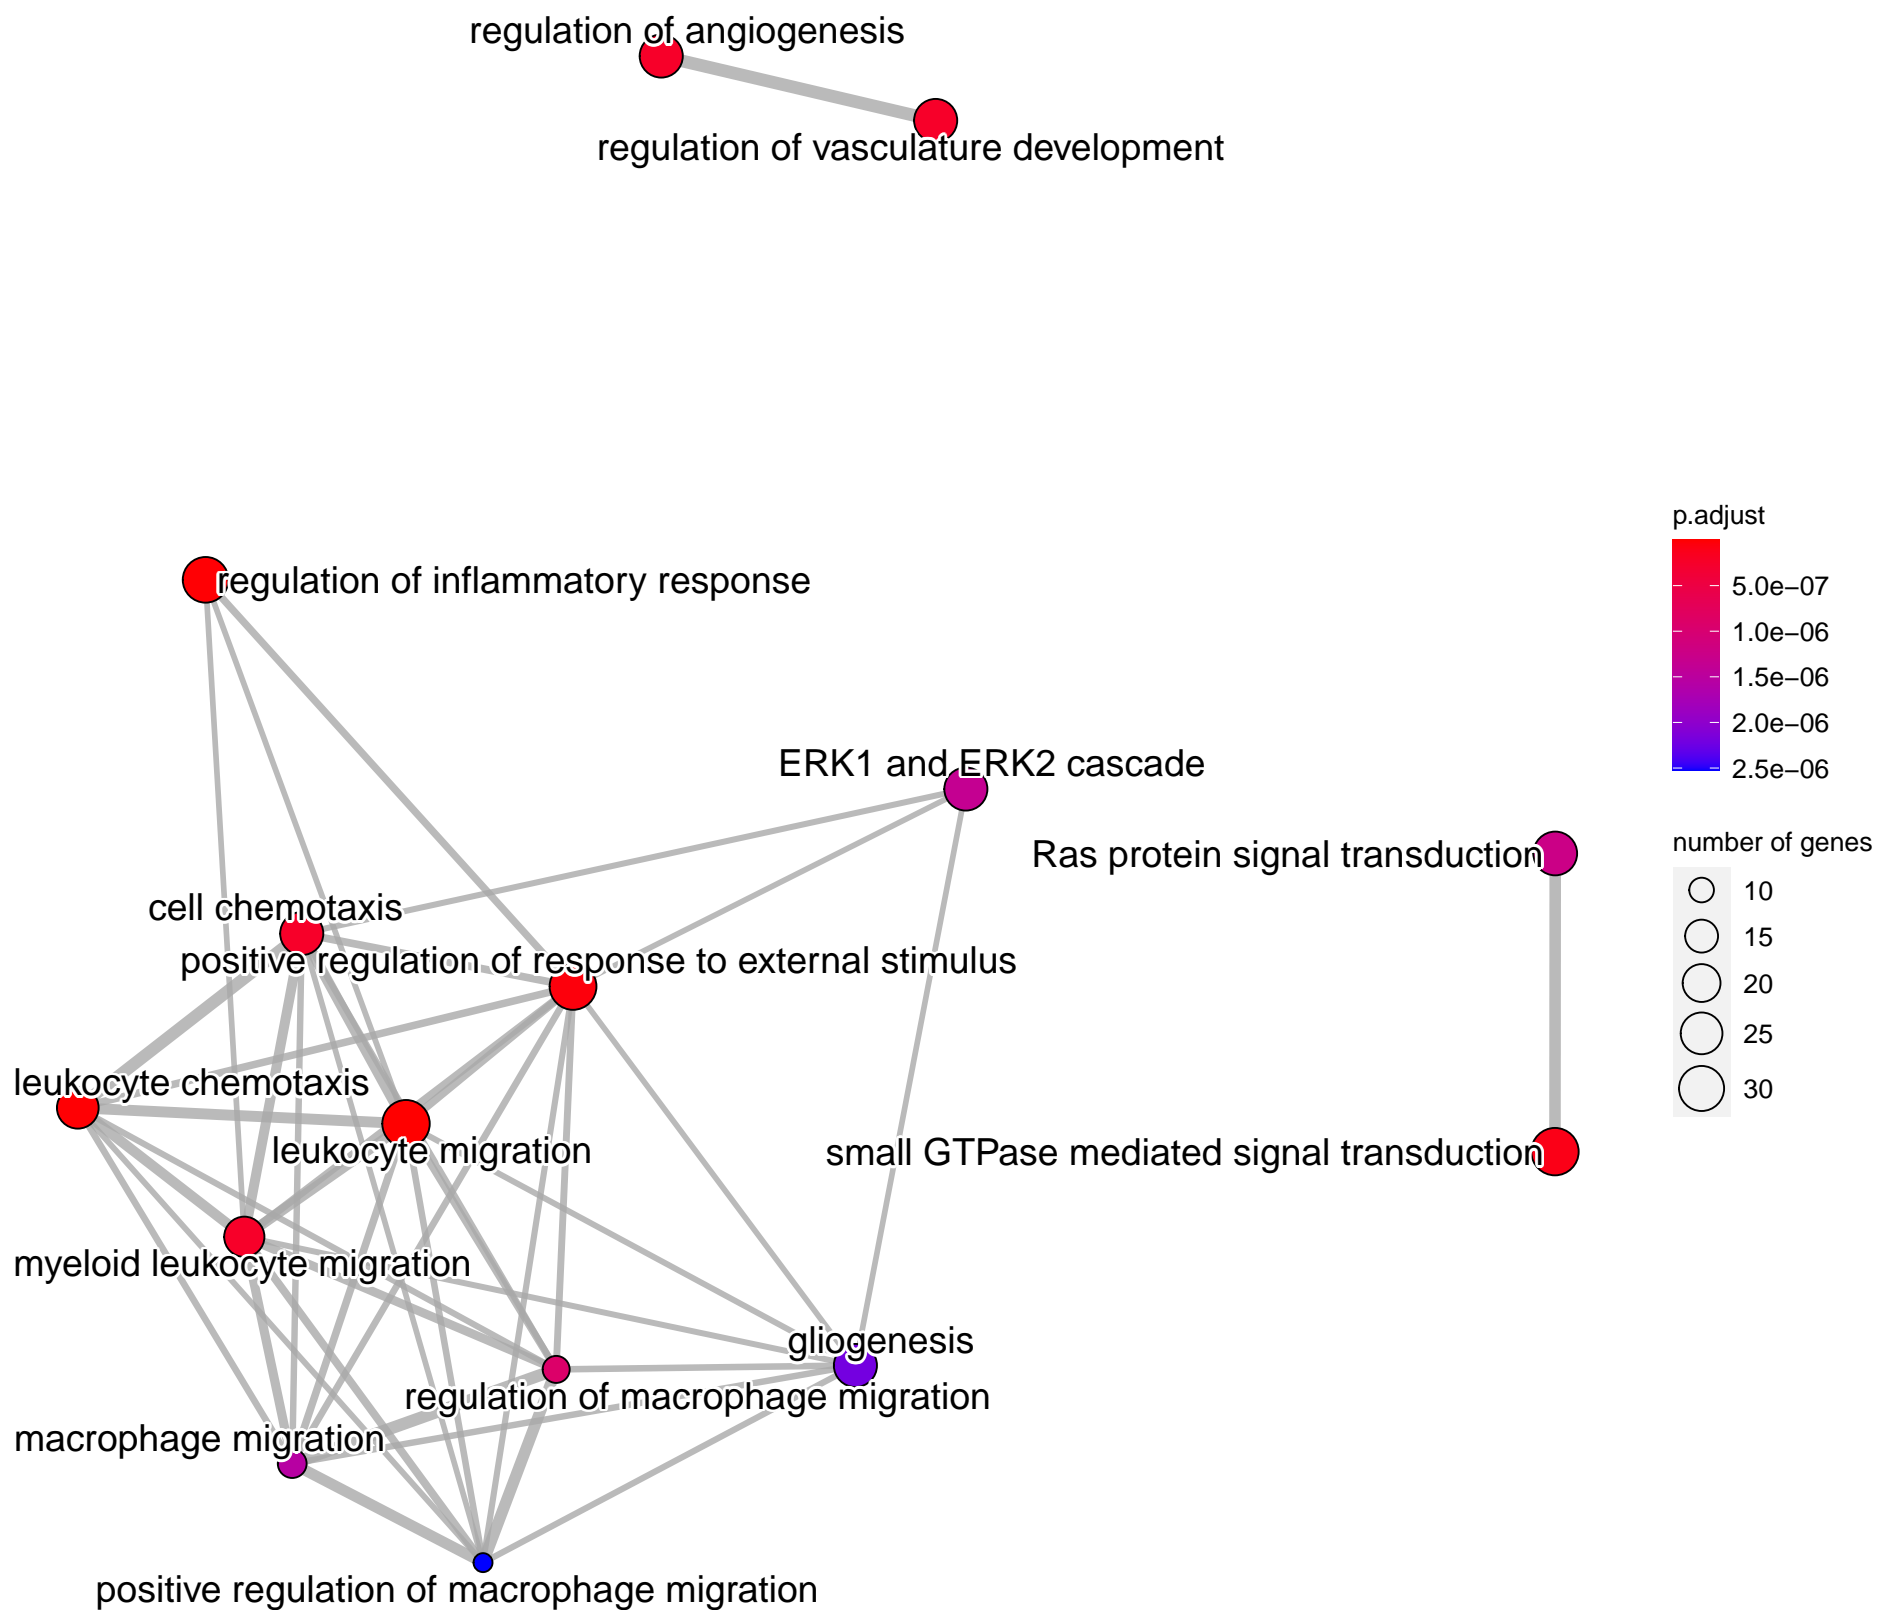 regulation of angiogenesis
regulation of vasculature development
regulation of inflammatory response
ERK1 and ERK2 cascade
Ras protein signal transduction
cell chemotaxis
positive regulation of response to external stimulus
leukocyte chemotaxis
leukocyte migration
small GTPase mediated signal transduction
myeloid leukocyte migration
gliogenesis
regulation of macrophage migration
macrophage migration
positive regulation of macrophage migration
p.adjust
5.0e−07
1.0e−06
1.5e−06
2.0e−06
2.5e−06
number of genes
10
15
20
25
30